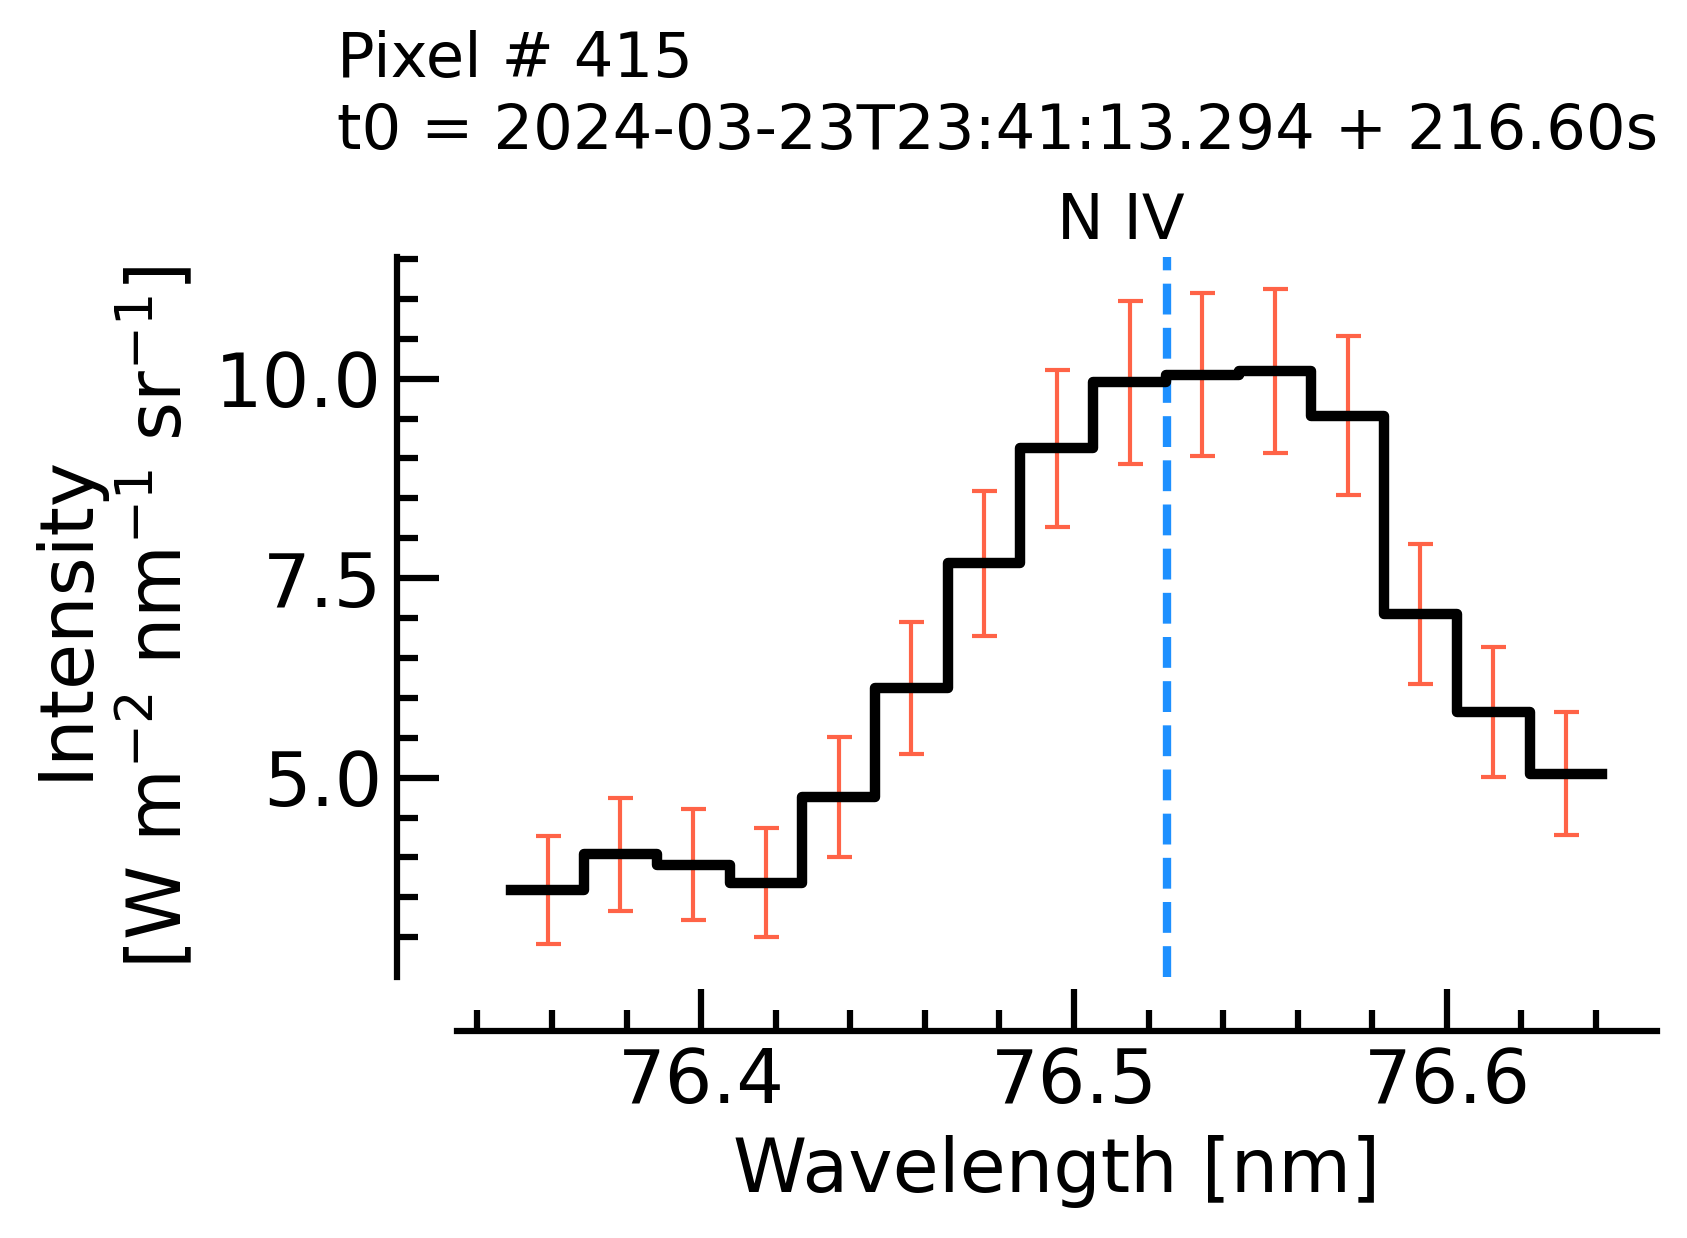 Pixel # 415
t0 = 2024-03-23T23:41:13.294 + 216.60s
N IV
Intensity
[W m⁻² nm⁻¹ sr⁻¹]
10.0
7.5
5.0
76.4 76.5 76.6
Wavelength [nm]